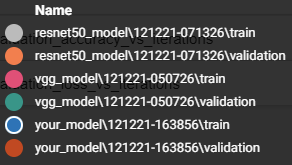 Name
resnet50_model\121221-071326\train
resnet50_model\121221-071326\validation
vgg_model\121221-050726\train
vgg_model\121221-050726\validation
your_model\121221-163856\train
your_model\121221-163856\validation